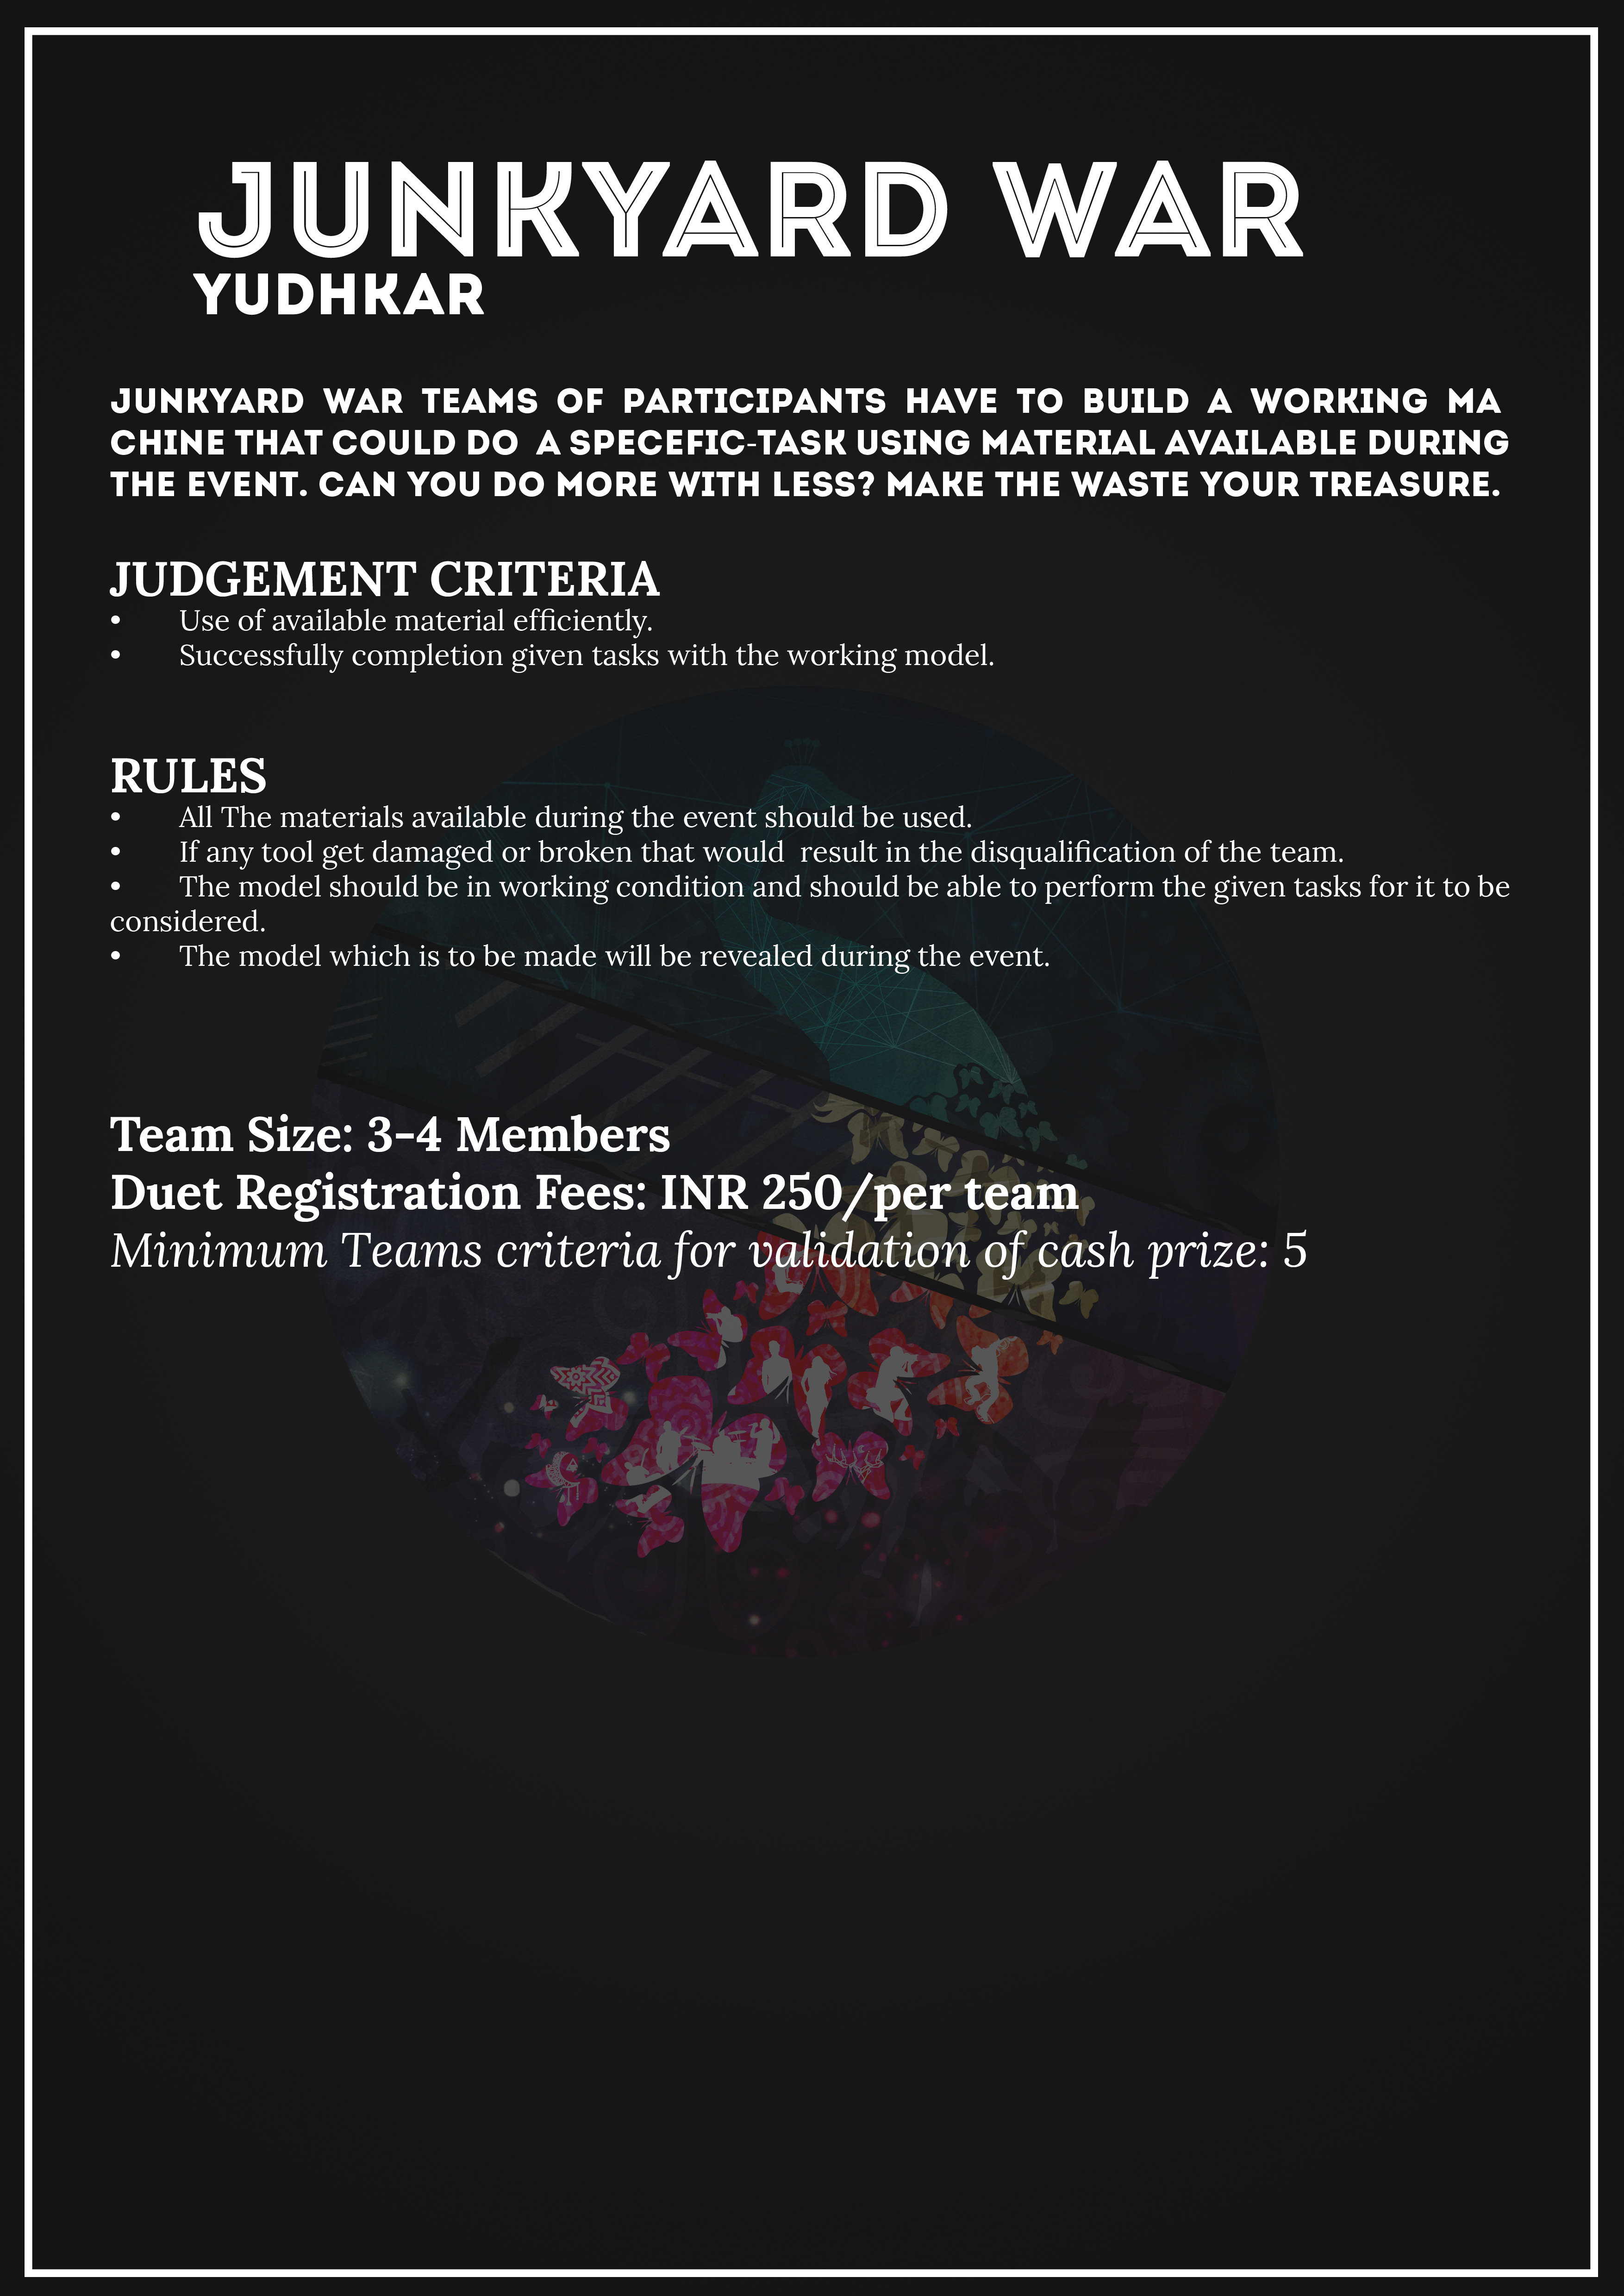 JUNKYARD WAR
YUDHKAR
JUNKYARD WAR TEAMS OF PARTICIPANTS HAVE TO BUILD A WORKING MA
CHINE THAT COULD DO A SPECEFIC-TASK USING MATERIAL AVAILABLE DURING
THE EVENT. CAN YOU DO MORE WITH LESS? MAKE THE WASTE YOUR TREASURE.
JUDGEMENT CRITERIA
• Use of available material efficiently.
• Successfully completion given tasks with the working model.
RULES
• All The materials available during the event should be used.
• If any tool get damaged or broken that would result in the disqualification of the team.
• The model should be in working condition and should be able to perform the given tasks for it to be
considered.
• The model which is to be made will be revealed during the event.
Team Size: 3-4 Members
Duet Registration Fees: INR 250/per team
Minimum Teams criteria for validation of cash prize: 5